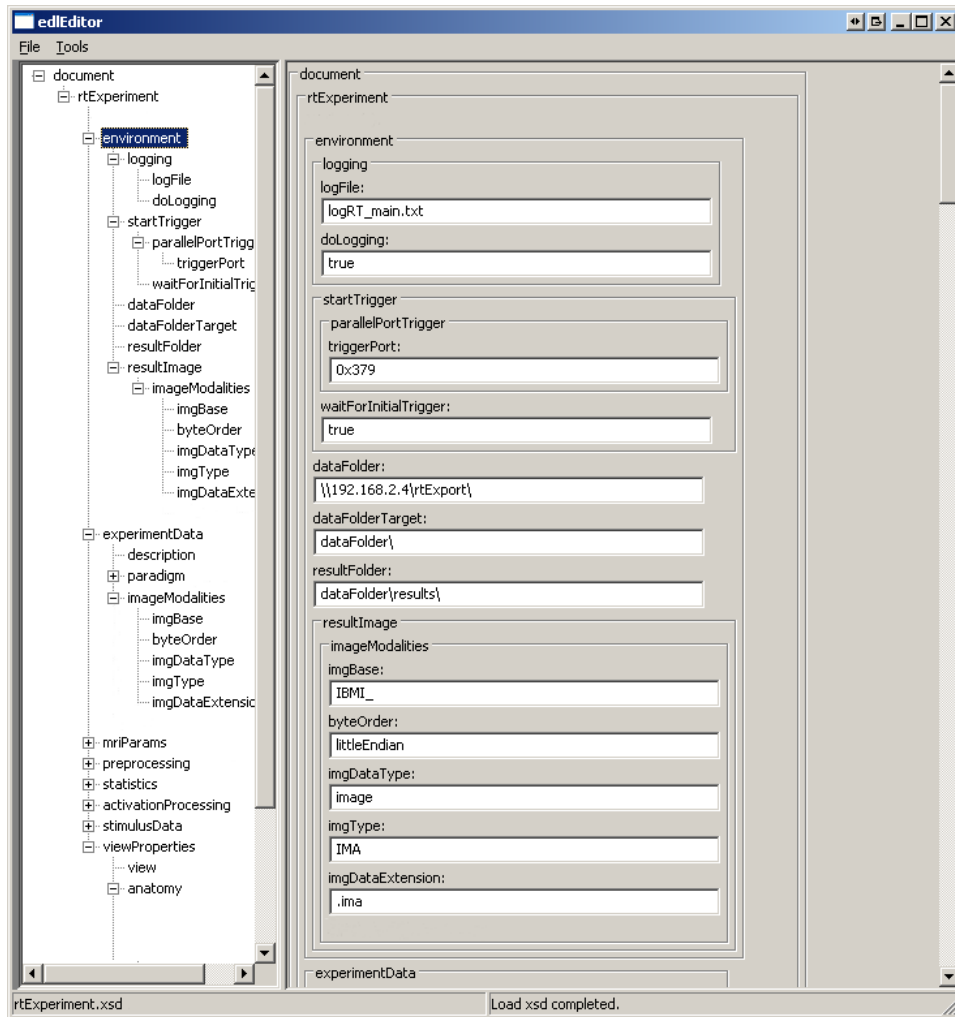 edlEditor
File Tools
document
rtExperiment
environment
logging
logFile
doLogging
startTrigger
parallelPortTrigg
triggerPort
waitForInitialTrig
dataFolder
dataFolderTarget
resultFolder
resultImage
imageModalities
imgBase
byteOrder
imgDataType
imgType
imgDataExte
experimentData
description
paradigm
imageModalities
imgBase
byteOrder
imgDataType
imgType
imgDataExtensic
mriParams
preprocessing
statistics
activationProcessing
stimulusData
viewProperties
view
anatomy
document
rtExperiment
environment
logging
logFile:
logRT_main.txt
doLogging:
true
startTrigger
parallelPortTrigger
triggerPort:
0x379
waitForInitialTrigger:
true
dataFolder:
\\192.168.2.4\rtExport\
dataFolderTarget:
dataFolder\
resultFolder:
dataFolder\results\
resultImage
imageModalities
imgBase:
IBMI_
byteOrder:
littleEndian
imgDataType:
image
imgType:
IMA
imgDataExtension:
.ima
experimentData
rtExperiment.xsd
Load xsd completed.